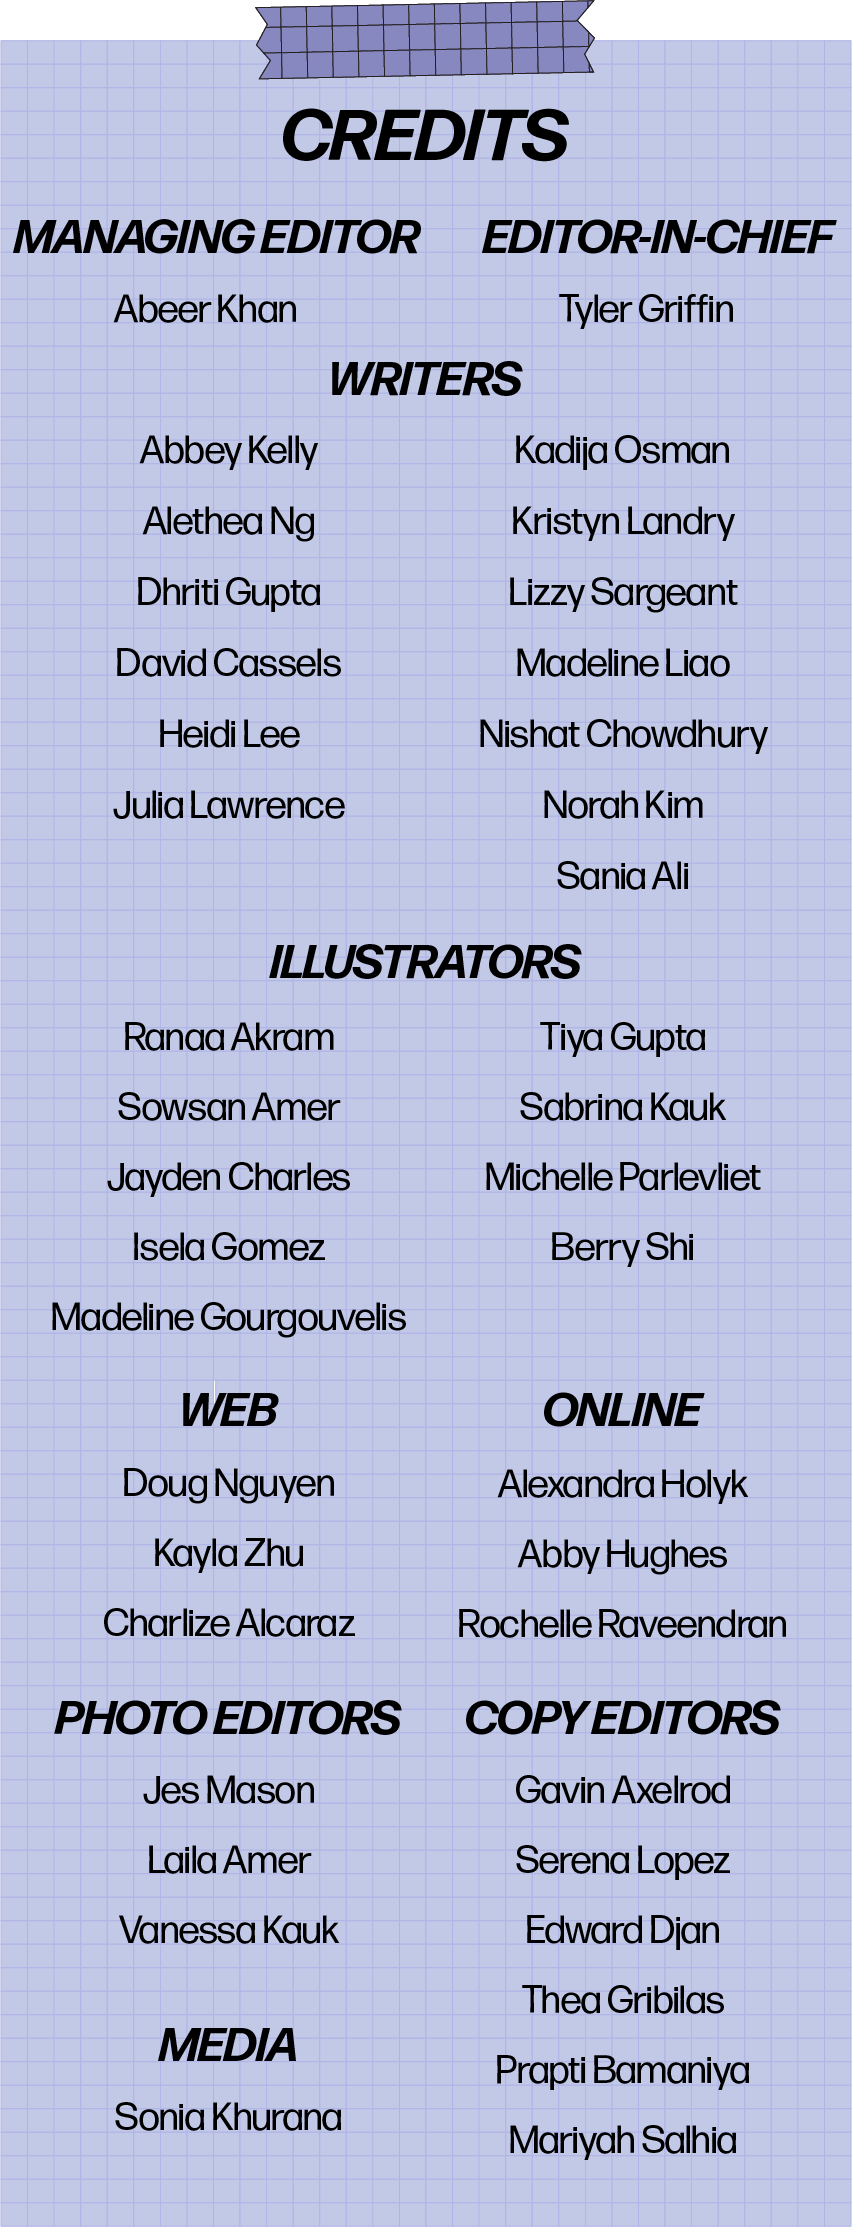 CREDITS
MANAGING EDITOR
Abeer Khan
EDITOR-IN-CHIEF
Tyler Griffin
WRITERS
Abbey Kelly
Alethea Ng
Dhriti Gupta
David Cassels
Heidi Lee
Julia Lawrence
Kadija Osman
Kristyn Landry
Lizzy Sargeant
Madeline Liao
Nishat Chowdhury
Norah Kim
Sania Ali
ILLUSTRATORS
Ranaa Akram
Sowsan Amer
Jayden Charles
Isela Gomez
Madeline Gourgouvelis
Tiya Gupta
Sabrina Kauk
Michelle Parlevliet
Berry Shi
WEB
Doug Nguyen
Kayla Zhu
Charlize Alcaraz
ONLINE
Alexandra Holyk
Abby Hughes
Rochelle Raveendran
PHOTO EDITORS
Jes Mason
Laila Amer
Vanessa Kauk
MEDIA
Sonia Khurana
COPY EDITORS
Gavin Axelrod
Serena Lopez
Edward Djan
Thea Gribilas
Prapti Bamaniya
Mariyah Salhia